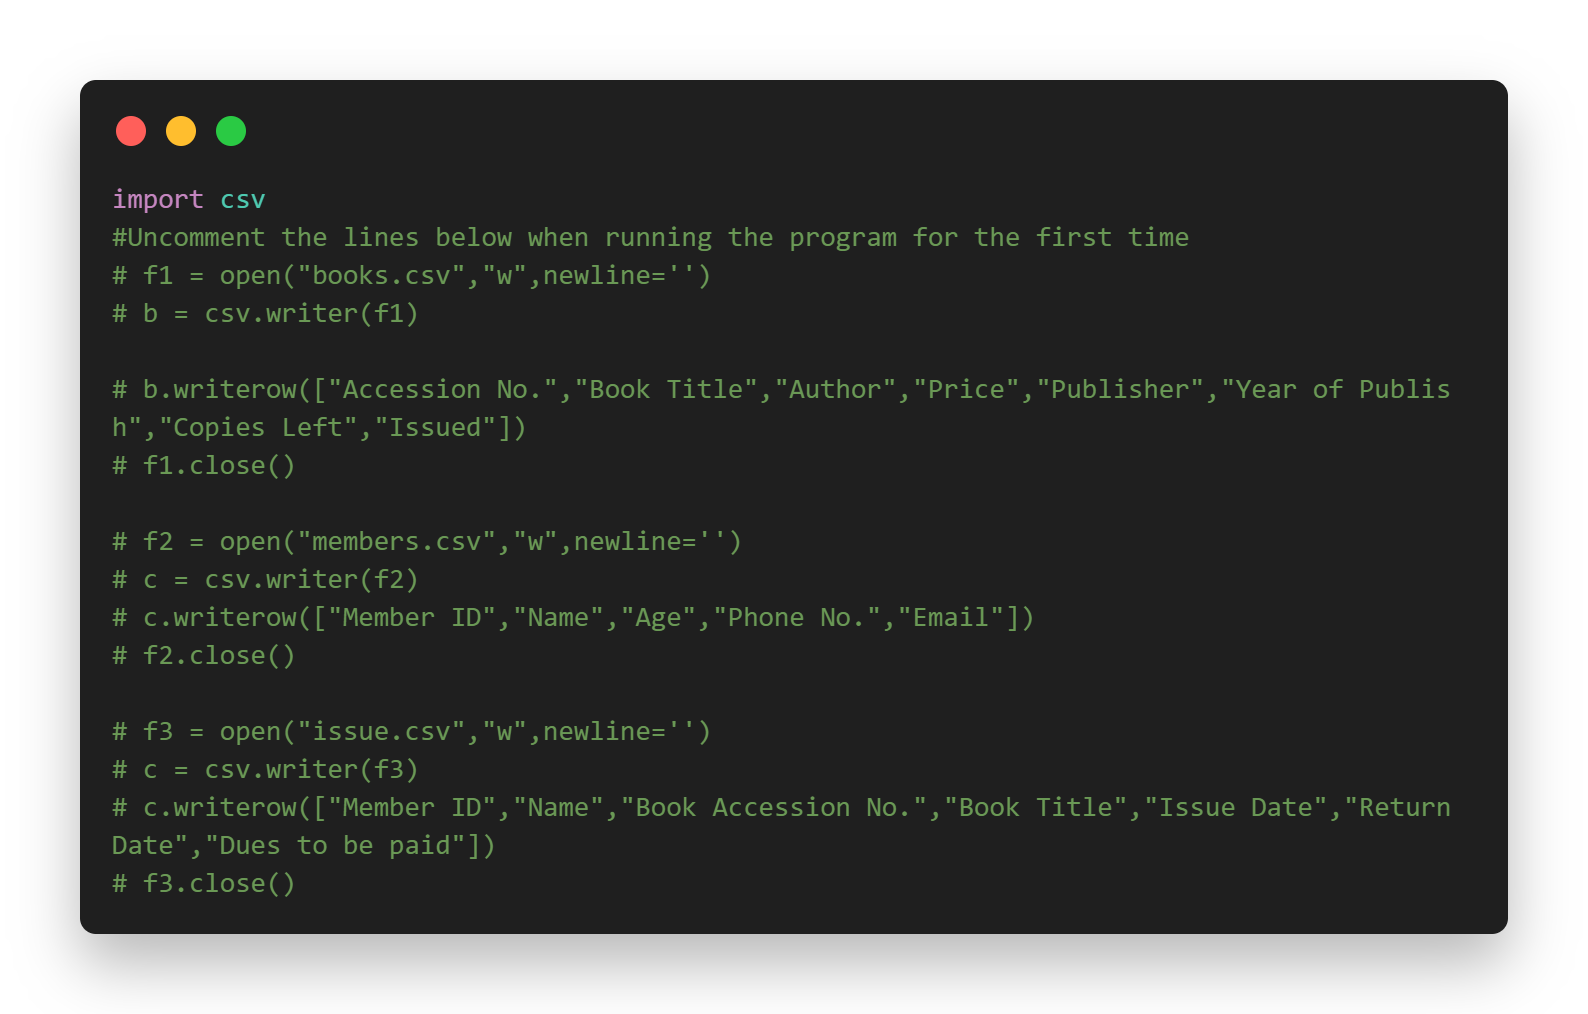 import csv
#Uncomment the lines below when running the program for the first time
# f1 = open("books.csv","w",newline='')
# b = csv.writer(f1)
# b.writerow(["Accession No.","Book Title","Author","Price","Publisher","Year of Publis
h","Copies Left","Issued"])
# f1.close()
# f2 = open("members.csv","w",newline='')
# c = csv.writer(f2)
# c.writerow(["Member ID","Name","Age","Phone No.","Email"])
# f2.close()
# f3 = open("issue.csv","w",newline='')
# c = csv.writer(f3)
# c.writerow(["Member ID","Name","Book Accession No.","Book Title","Issue Date","Return
Date","Dues to be paid"])
# f3.close()